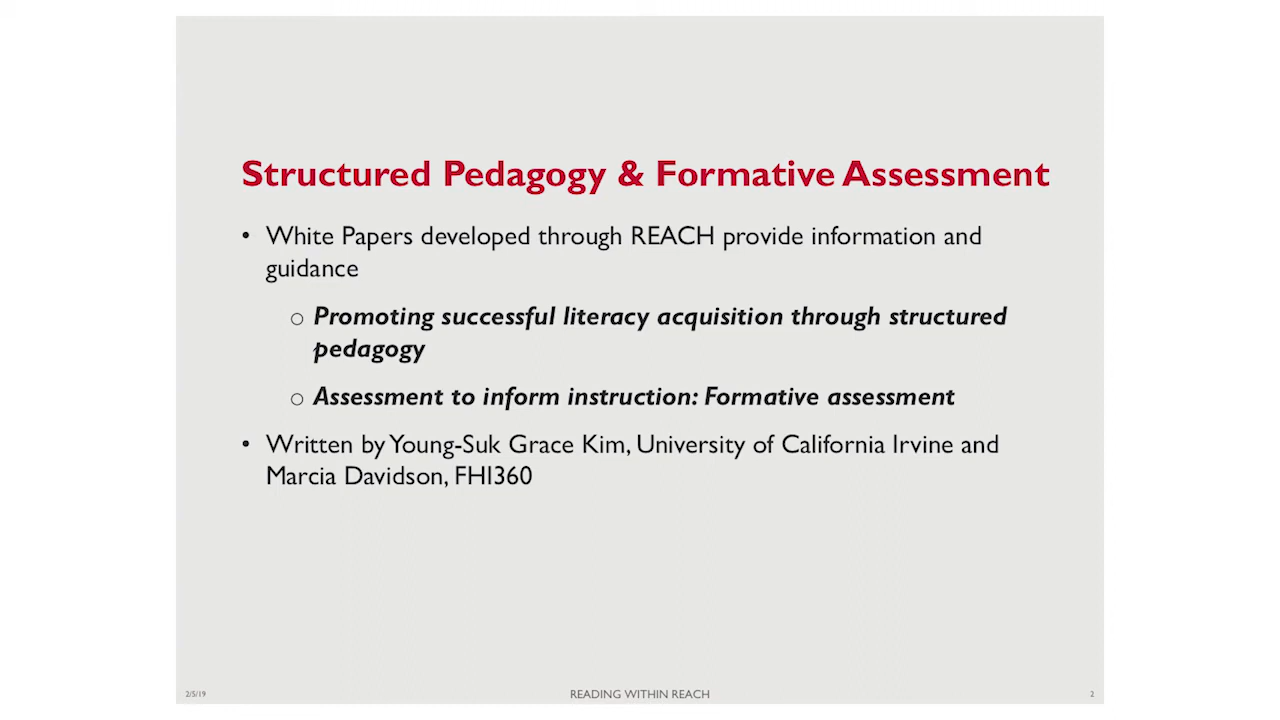 Structured Pedagogy & Formative Assessment
• White Papers developed through REACH provide information and
guidance
o Promoting successful literacy acquisition through structured
pedagogy
o Assessment to inform instruction: Formative assessment
• Written by Young-Suk Grace Kim, University of California Irvine and
Marcia Davidson, FHI360
2/5/19
READING WITHIN REACH
2